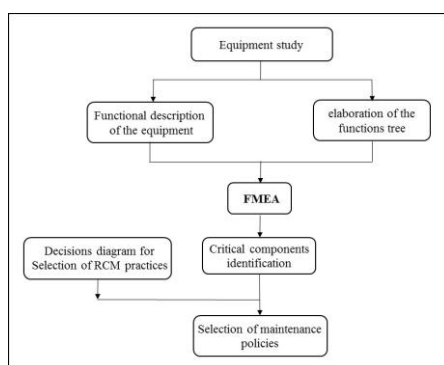 Equipment study
Functional description
of the equipment
elaboration of the
functions tree
FMEA
Decisions diagram for
Selection of RCM practices
Critical components
identification
Selection of maintenance
policies